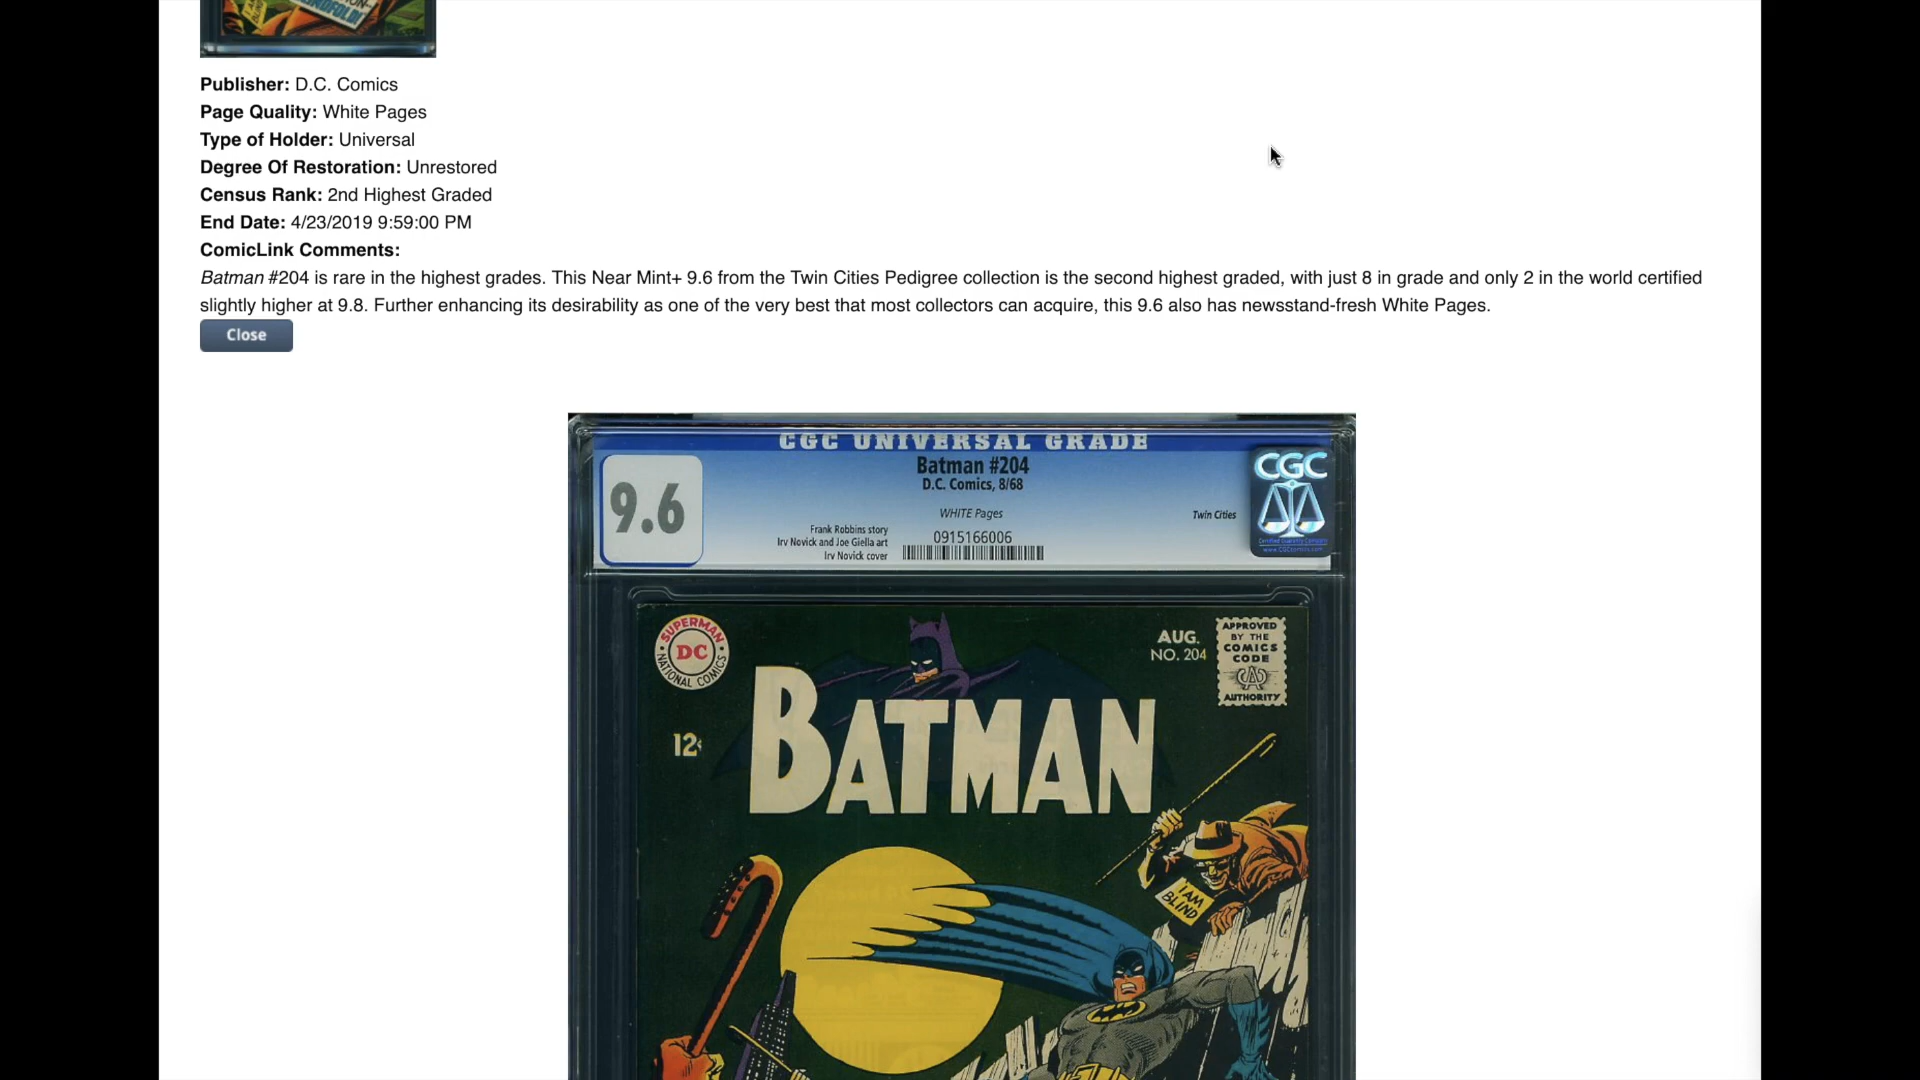 Publisher: D.C. Comics
Page Quality: White Pages
Type of Holder: Universal
Degree Of Restoration: Unrestored
Census Rank: 2nd Highest Graded
End Date: 4/23/2019 9:59:00 PM
ComicLink Comments:
Batman #204 is rare in the highest grades. This Near Mint+ 9.6 from the Twin Cities Pedigree collection is the second highest graded, with just 8 in grade and only 2 in the world certified
slightly higher at 9.8. Further enhancing its desirability as one of the very best that most collectors can acquire, this 9.6 also has newsstand-fresh White Pages.
Close
CGC UNIVERSAL GRADE
9.6
Batman #204
D.C. Comics, 8/68
WHITE Pages
Twin Cities
Frank Robbins story
Irv Novick and Joe Giella art
Irv Novick cover
0915166006
CGC
Certified Guaranty Company
www.CGCcomics.com
SUPERMAN
DC
NATIONAL COMICS
12¢
AUG.
NO. 204
APPROVED
BY THE
COMICS
CODE
CA
AUTHORITY
BATMAN
I AM
BLIND